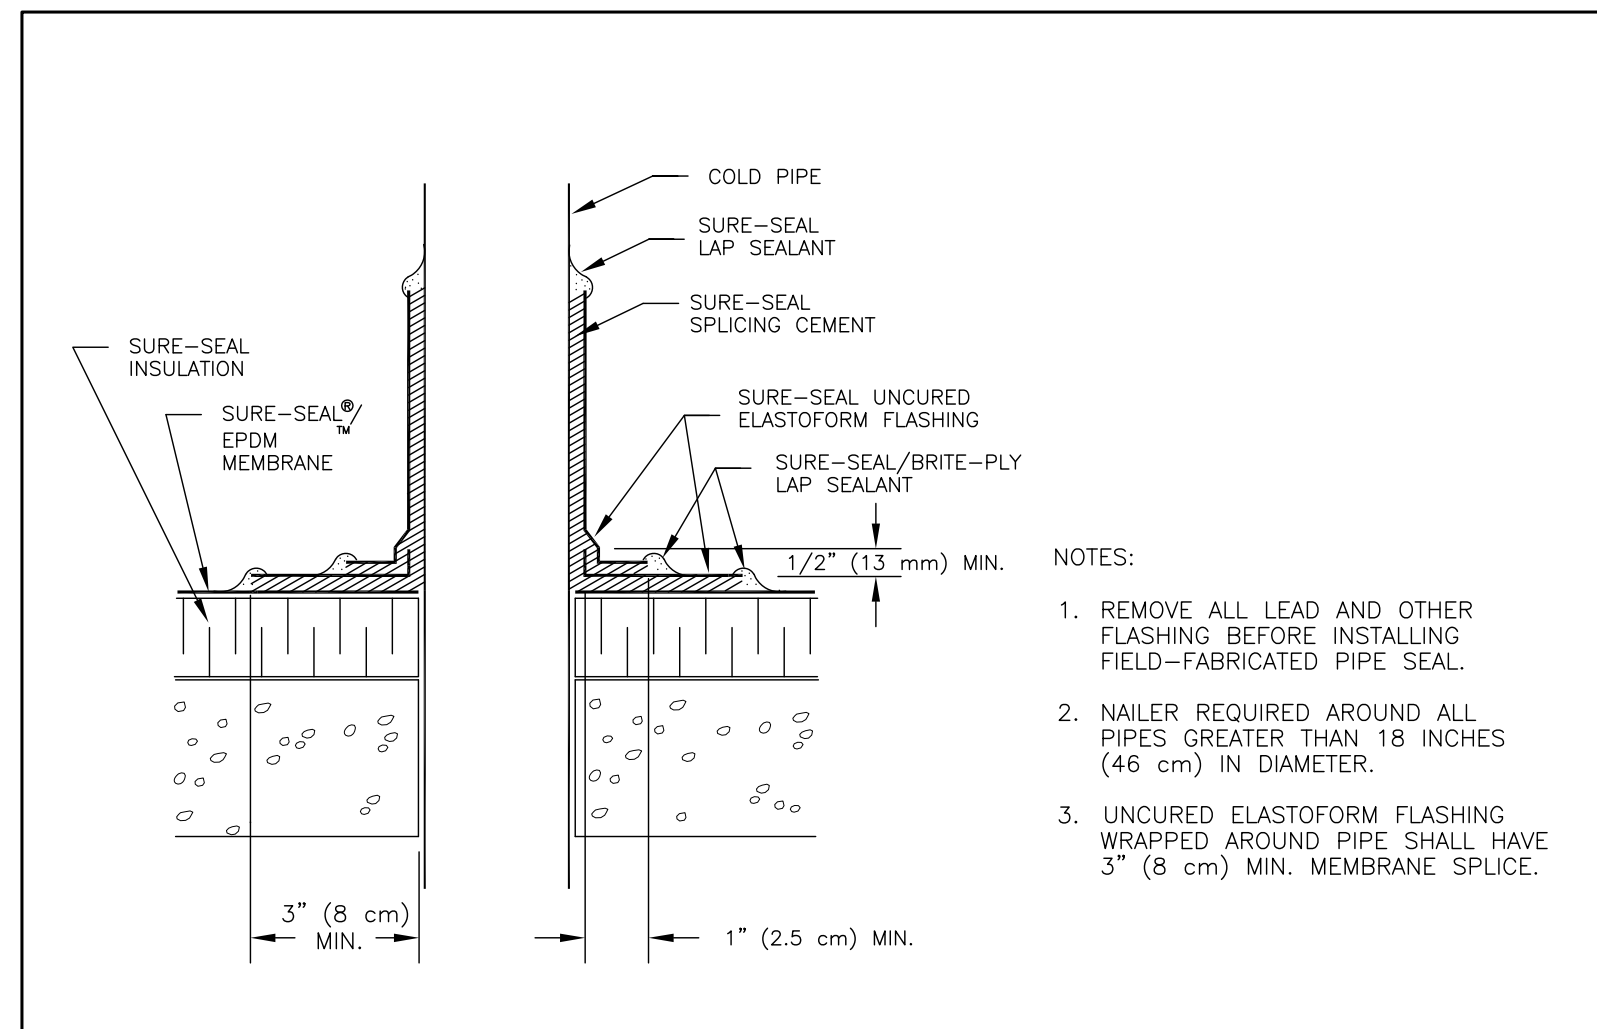 COLD PIPE
SURE-SEAL
LAP SEALANT
SURE-SEAL
SPLICING CEMENT
SURE-SEAL
INSULATION
SURE-SEAL®/
™
EPDM
MEMBRANE
SURE-SEAL UNCURED
ELASTOFORM FLASHING
SURE-SEAL/BRITE-PLY
LAP SEALANT
1/2" (13 mm) MIN.
3" (8 cm)
MIN.
1" (2.5 cm) MIN.
NOTES:
1. REMOVE ALL LEAD AND OTHER
FLASHING BEFORE INSTALLING
FIELD-FABRICATED PIPE SEAL.
2. NAILER REQUIRED AROUND ALL
PIPES GREATER THAN 18 INCHES
(46 cm) IN DIAMETER.
3. UNCURED ELASTOFORM FLASHING
WRAPPED AROUND PIPE SHALL HAVE
3" (8 cm) MIN. MEMBRANE SPLICE.